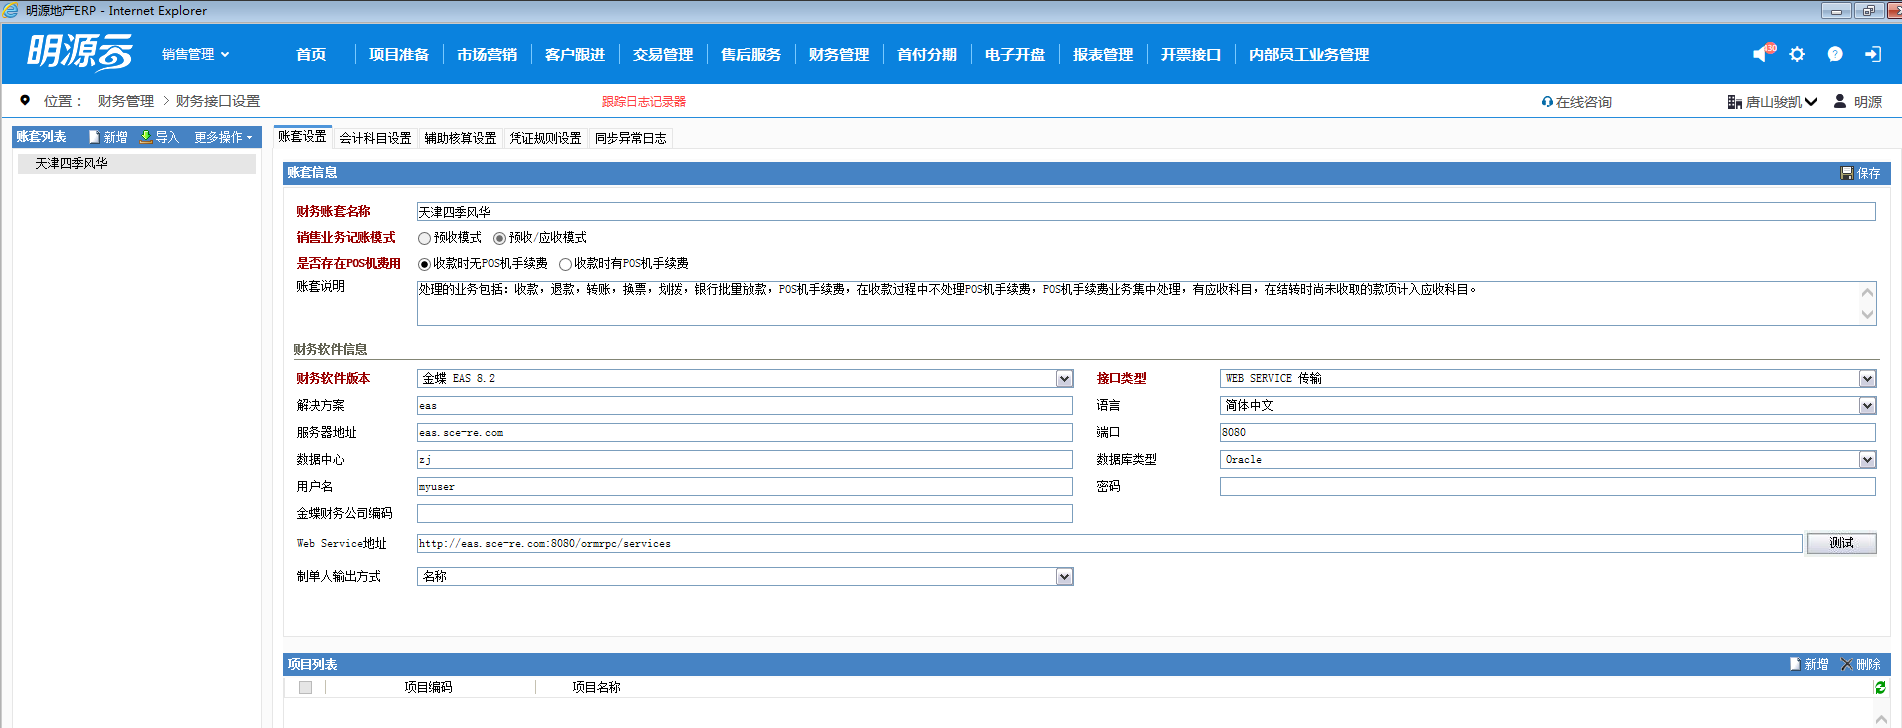 明源地产ERP - Internet Explorer
明源云 销售管理 首页 项目准备 市场营销 客户跟进 交易管理 售后服务 财务管理 首付分期 电子开盘 报表管理 开票接口 内部员工业务管理 430
位置： 财务管理 > 财务接口设置 跟踪日志记录器 在线咨询 唐山骏凯 明源
账套列表 新增 导入 更多操作
天津四季风华
账套设置 会计科目设置 辅助核算设置 凭证规则设置 同步异常日志
账套信息 保存
财务账套名称 天津四季风华
销售业务记账模式 预收模式 预收/应收模式
是否存在POS机费用 收款时无POS机手续费 收款时有POS机手续费
账套说明 处理的业务包括：收款，退款，转账，换票，划拨，银行批量放款，POS机手续费，在收款过程中不处理POS机手续费，POS机手续费业务集中处理，有应收科目，在结转时尚未收取的款项计入应收科目。
财务软件信息
财务软件版本 金蝶 EAS 8.2 接口类型 WEB SERVICE 传输
解决方案 eas 语言 简体中文
服务器地址 eas.sce-re.com 端口 8080
数据中心 zj 数据库类型 Oracle
用户名 myuser 密码
金蝶财务公司编码
Web Service地址 http://eas.sce-re.com:8080/ormrpc/services 测试
制单人输出方式 名称
项目列表 新增 删除
项目编码 项目名称